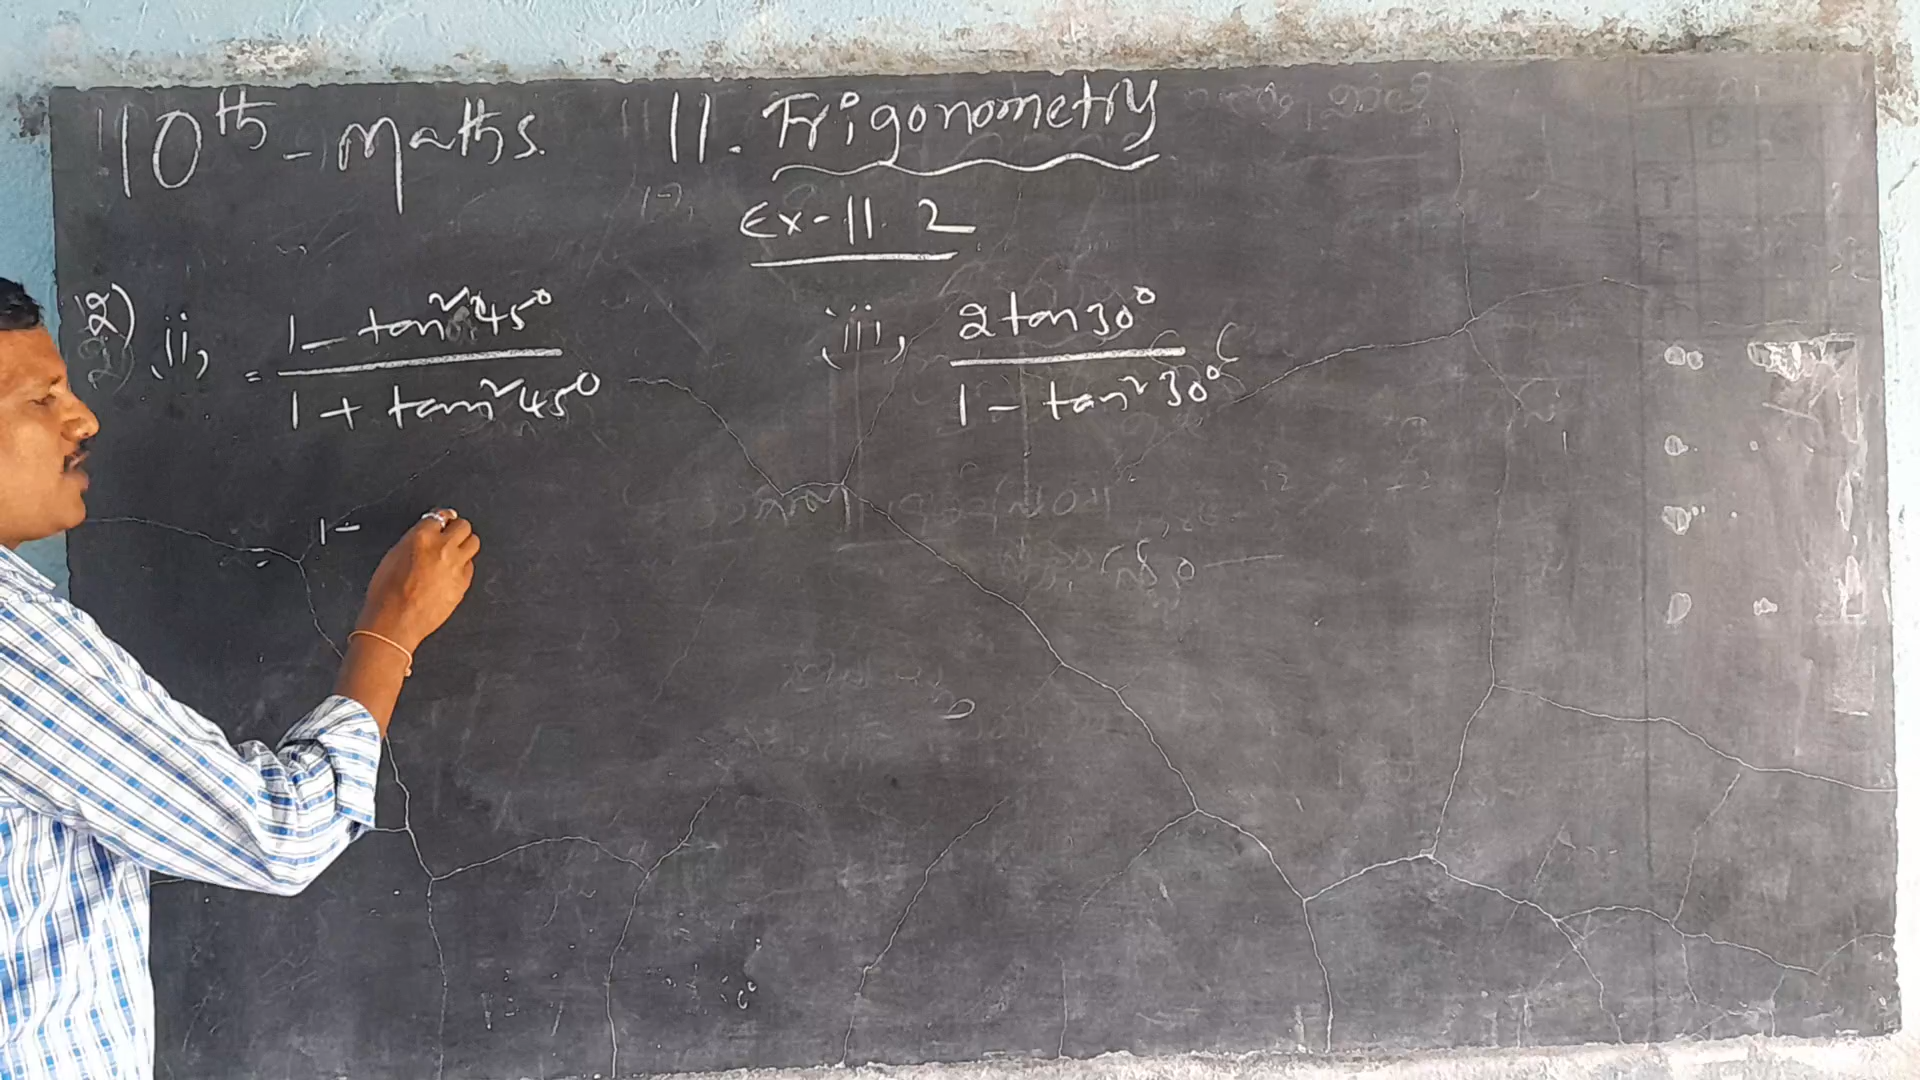 10th - Maths. 11. Trigonometry
Ex-11.2
2) ii, = 1 - tan²45° / 1 + tan²45°
iii, 2 tan 30° / 1 - tan²30°
1 -